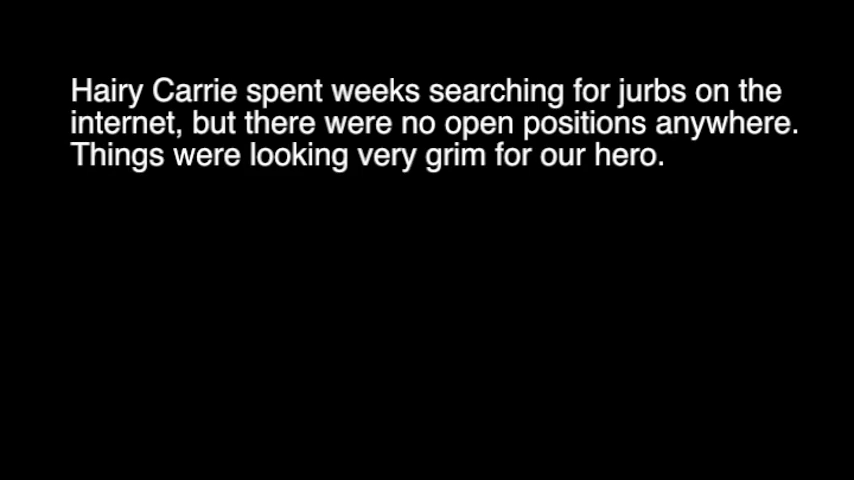 Hairy Carrie spent weeks searching for jurbs on the
internet, but there were no open positions anywhere.
Things were looking very grim for our hero.